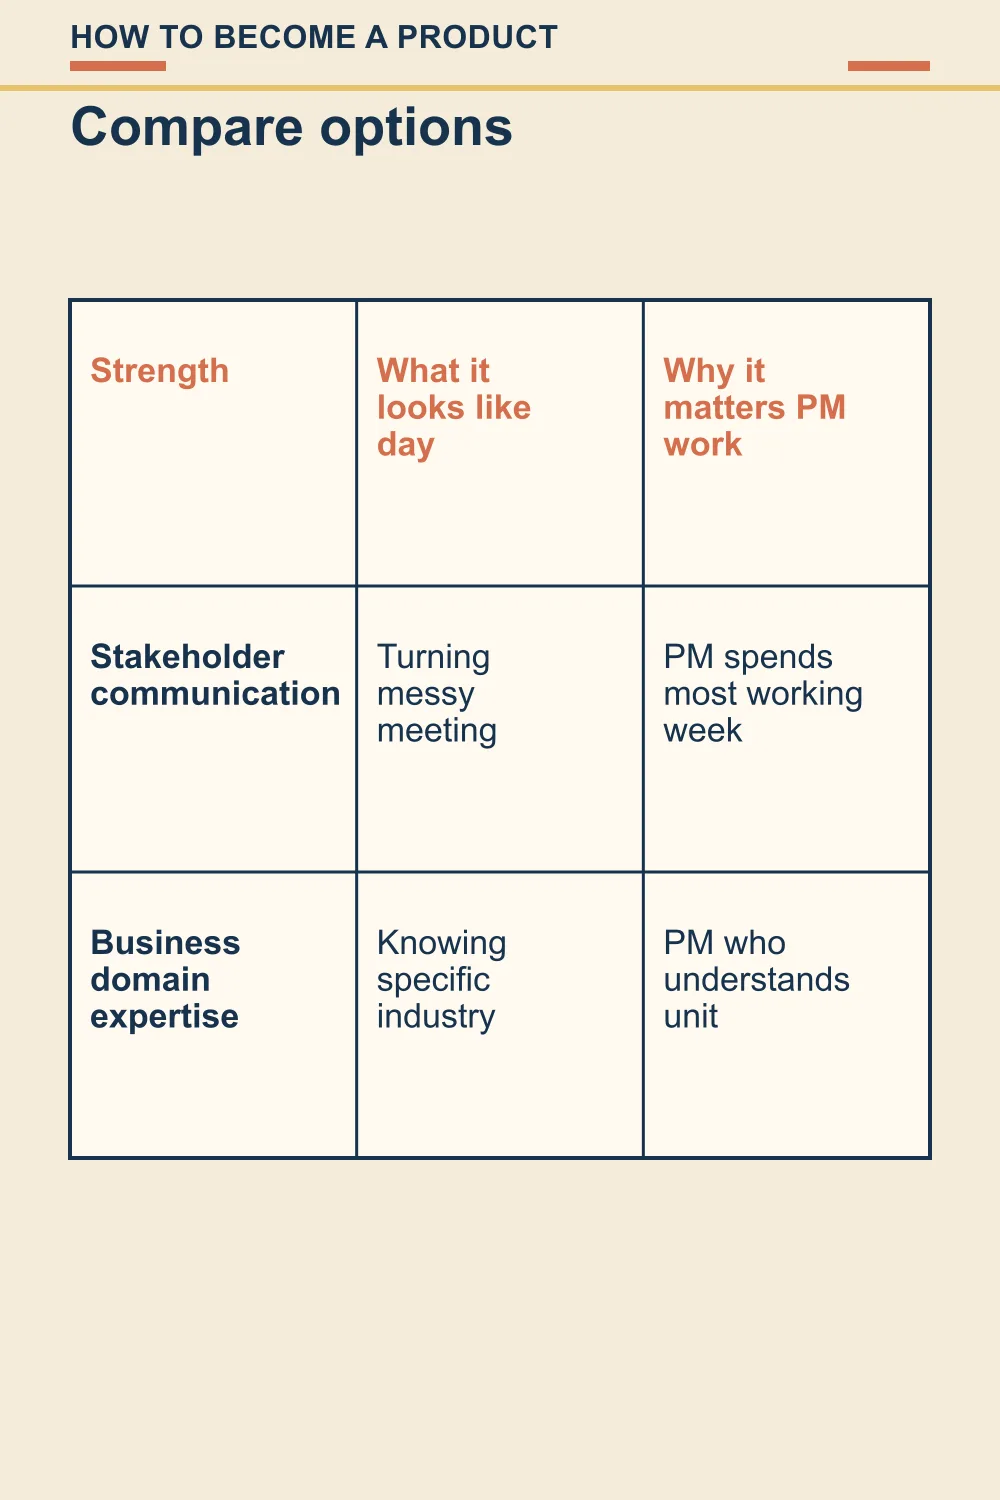 HOW TO BECOME A PRODUCT
Compare options
Strength
What it
looks like
day
Why it
matters PM
work
Stakeholder
communication
Turning
messy
meeting
PM spends
most working
week
Business
domain
expertise
Knowing
specific
industry
PM who
understands
unit